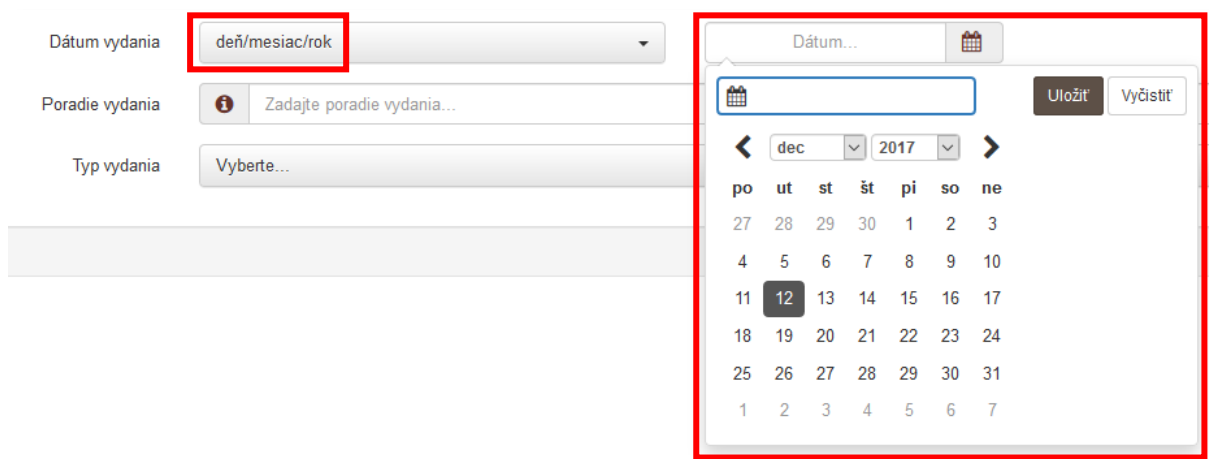 Dátum vydania deň/mesiac/rok Dátum...
Uložiť Vyčistiť
Poradie vydania Zadajte poradie vydania...
dec 2017
Typ vydania Vyberte...
po ut st št pi so ne
27 28 29 30 1 2 3
4 5 6 7 8 9 10
11 12 13 14 15 16 17
18 19 20 21 22 23 24
25 26 27 28 29 30 31
1 2 3 4 5 6 7